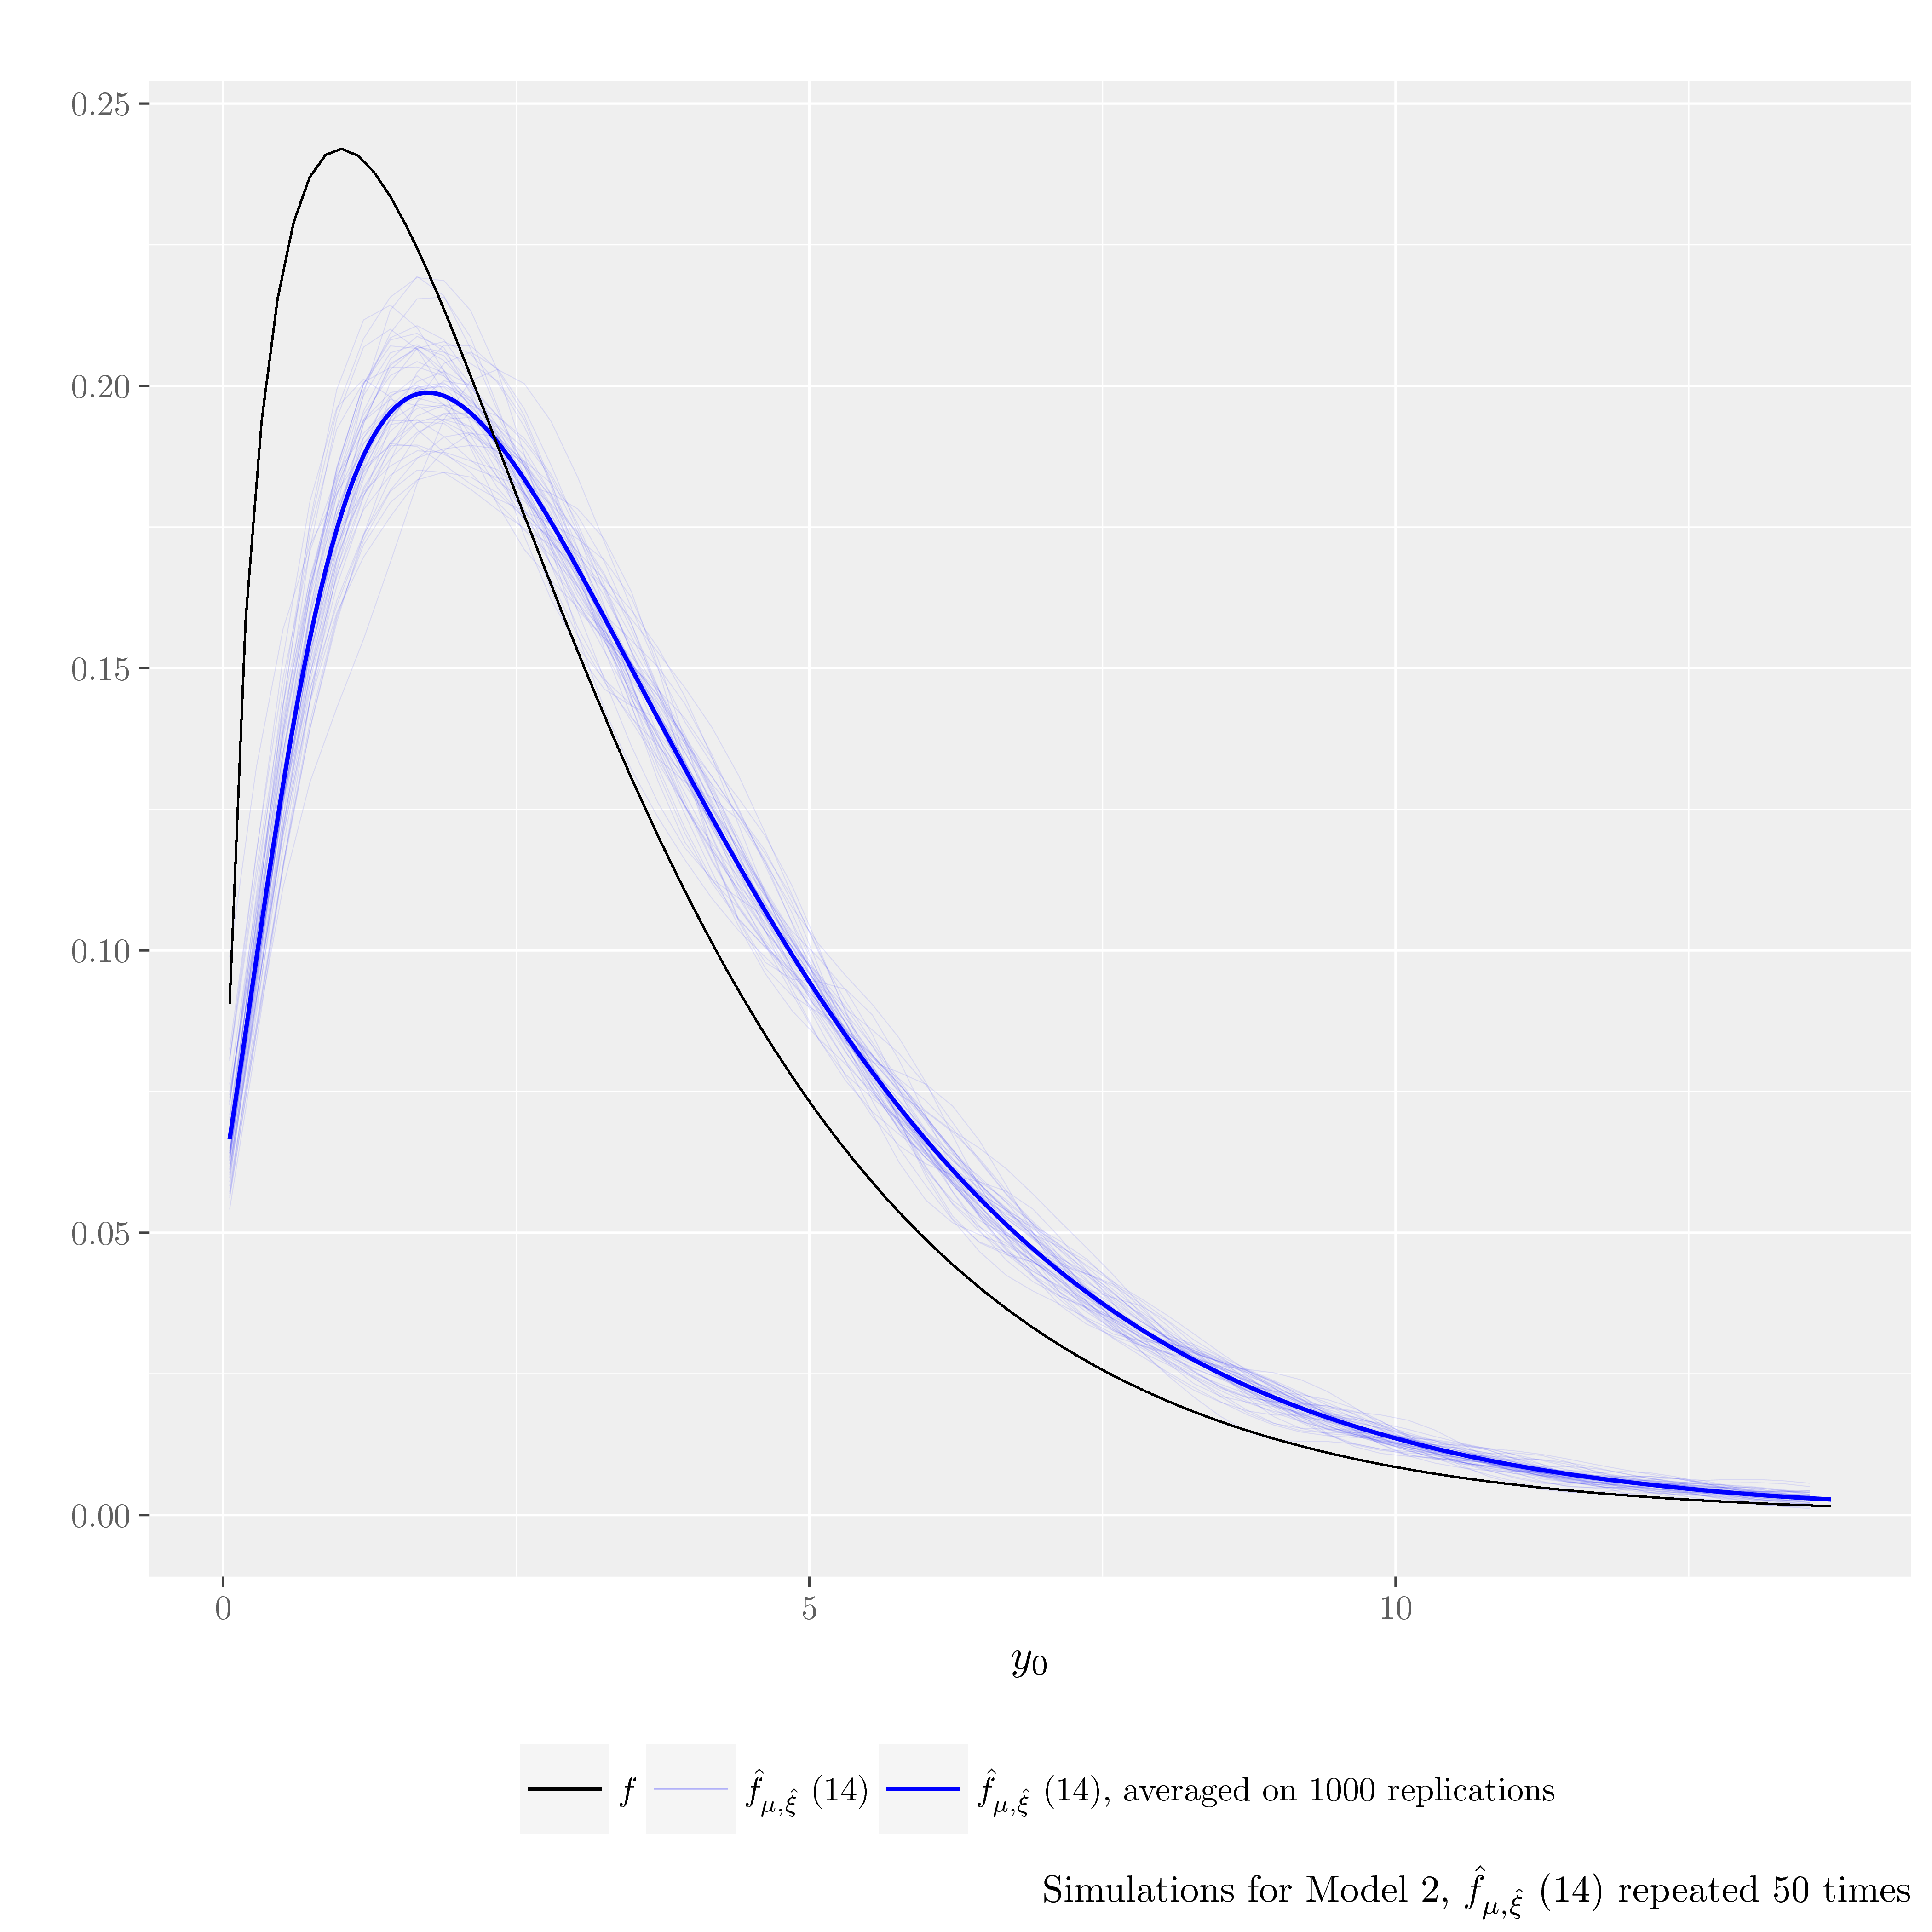 0.25
0.20
0.15
0.10
0.05
0.00
0 5 10
y₀
f f̂_{μ,ξ̂} (14) f̂_{μ,ξ̂} (14), averaged on 1000 replications
Simulations for Model 2, f̂_{μ,ξ̂} (14) repeated 50 times